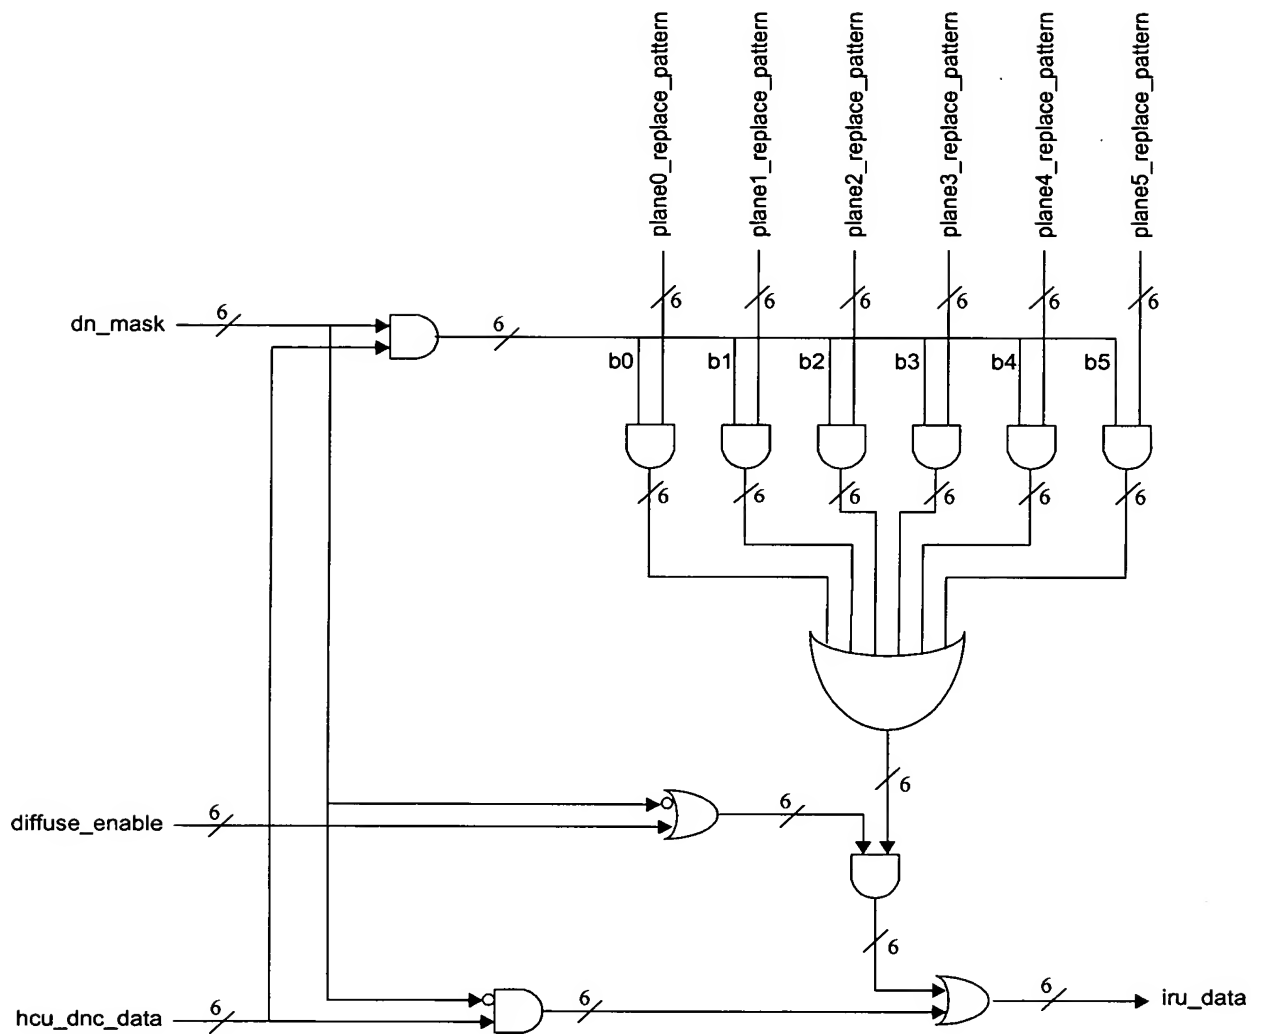 plane0_replace_pattern
plane1_replace_pattern
plane2_replace_pattern
plane3_replace_pattern
plane4_replace_pattern
plane5_replace_pattern
6
6
6
6
6
6
dn_mask
6
6
b0
b1
b2
b3
b4
b5
6
6
6
6
6
6
6
diffuse_enable
6
6
6
hcu_dnc_data
6
6
6
iru_data